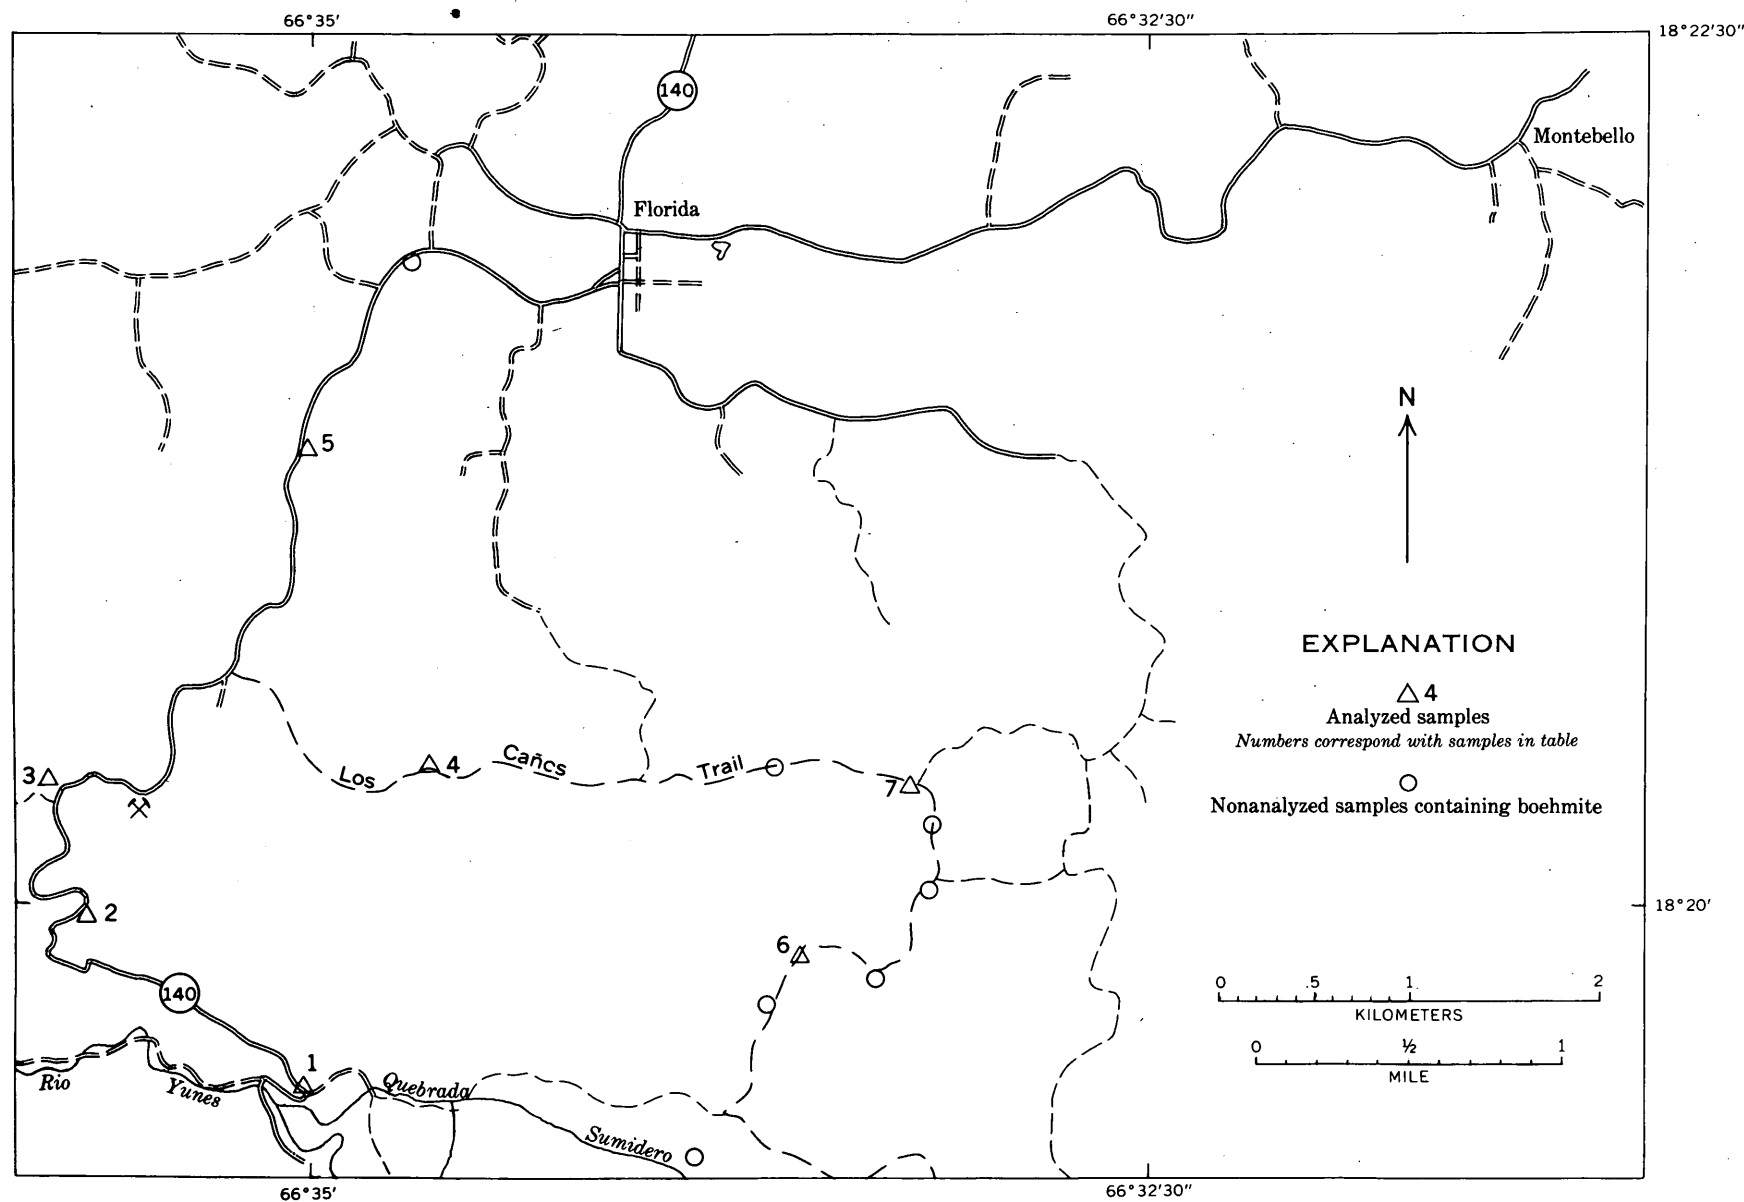 66°35′
66°32′30″
18°22′30″
140
Montebello
Florida
N
5
EXPLANATION
4
Analyzed samples
Numbers correspond with samples in table
Nonanalyzed samples containing boehmite
3
Los
4
Cañcs
Trail
7
2
18°20′
6
0 .5 1 2
KILOMETERS
140
0 ½ 1
MILE
1
Rio
Yunes
Quebrada
Sumidero
66°35′
66°32′30″